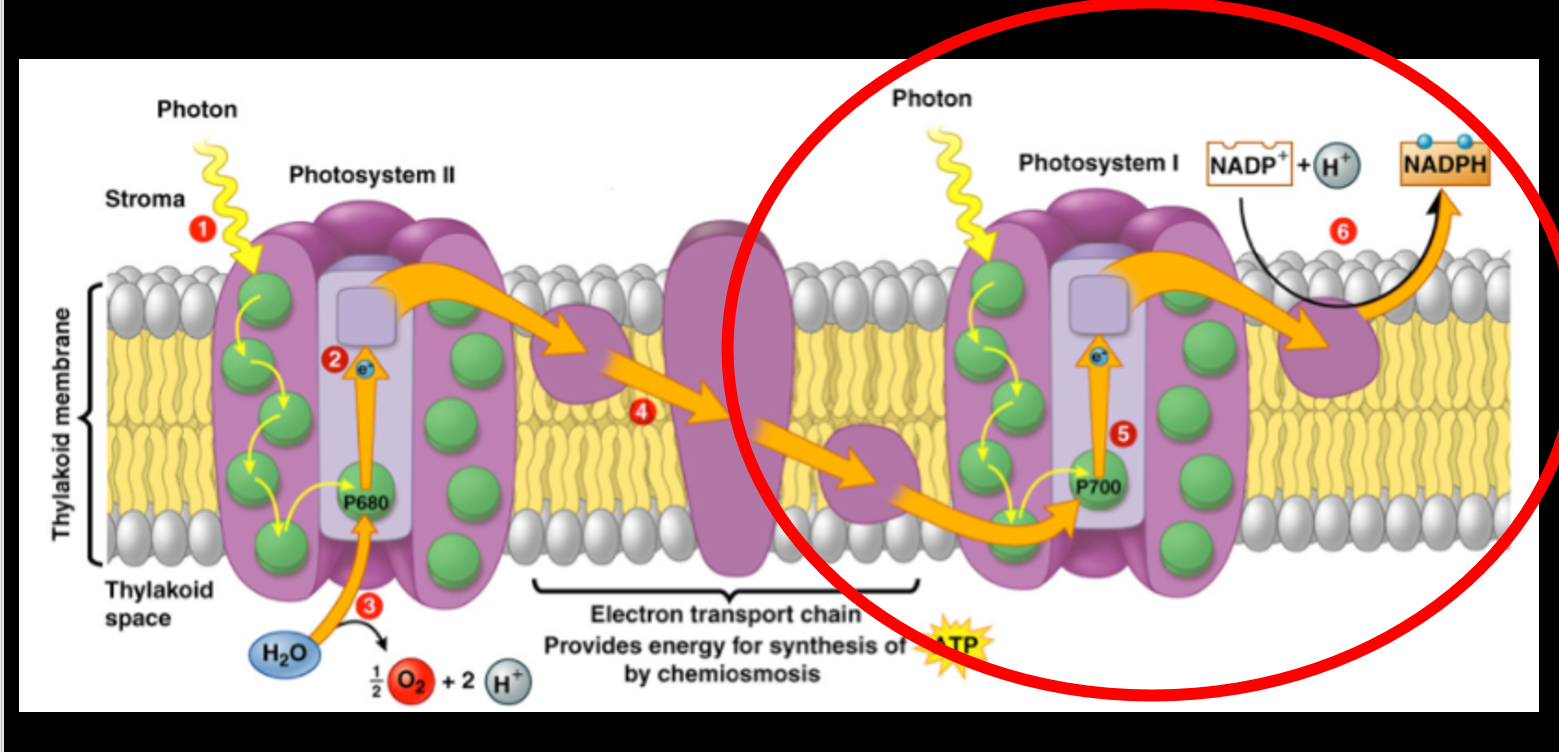 Photon
Photon
Photosystem II
Photosystem I
NADP+ + H+
NADPH
Stroma
1
6
Thylakoid membrane
2
e-
e-
4
5
P680
P700
Thylakoid
space
3
H2O
1/2 O2 + 2 H+
Electron transport chain
Provides energy for synthesis of ATP
by chemiosmosis